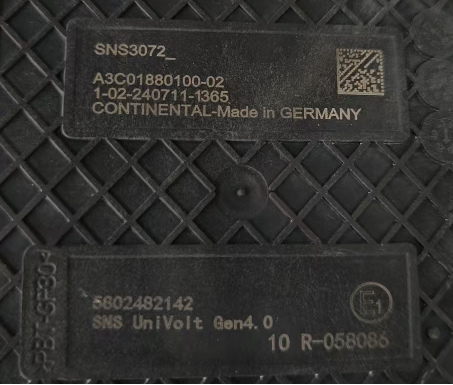 SNS3072_
A3C01880100-02
1-02-240711-1365
CONTINENTAL-Made in GERMANY
>PBT-GF30<
5802482142
SNS UniVolt Gen4.0
E1
10 R-058086